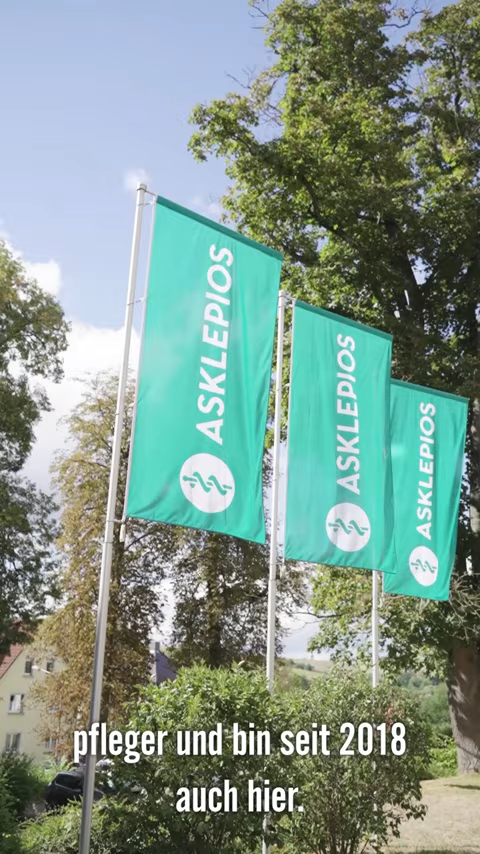 ASKLEPIOS
ASKLEPIOS
ASKLEPIOS
pfleger und bin seit 2018
auch hier.